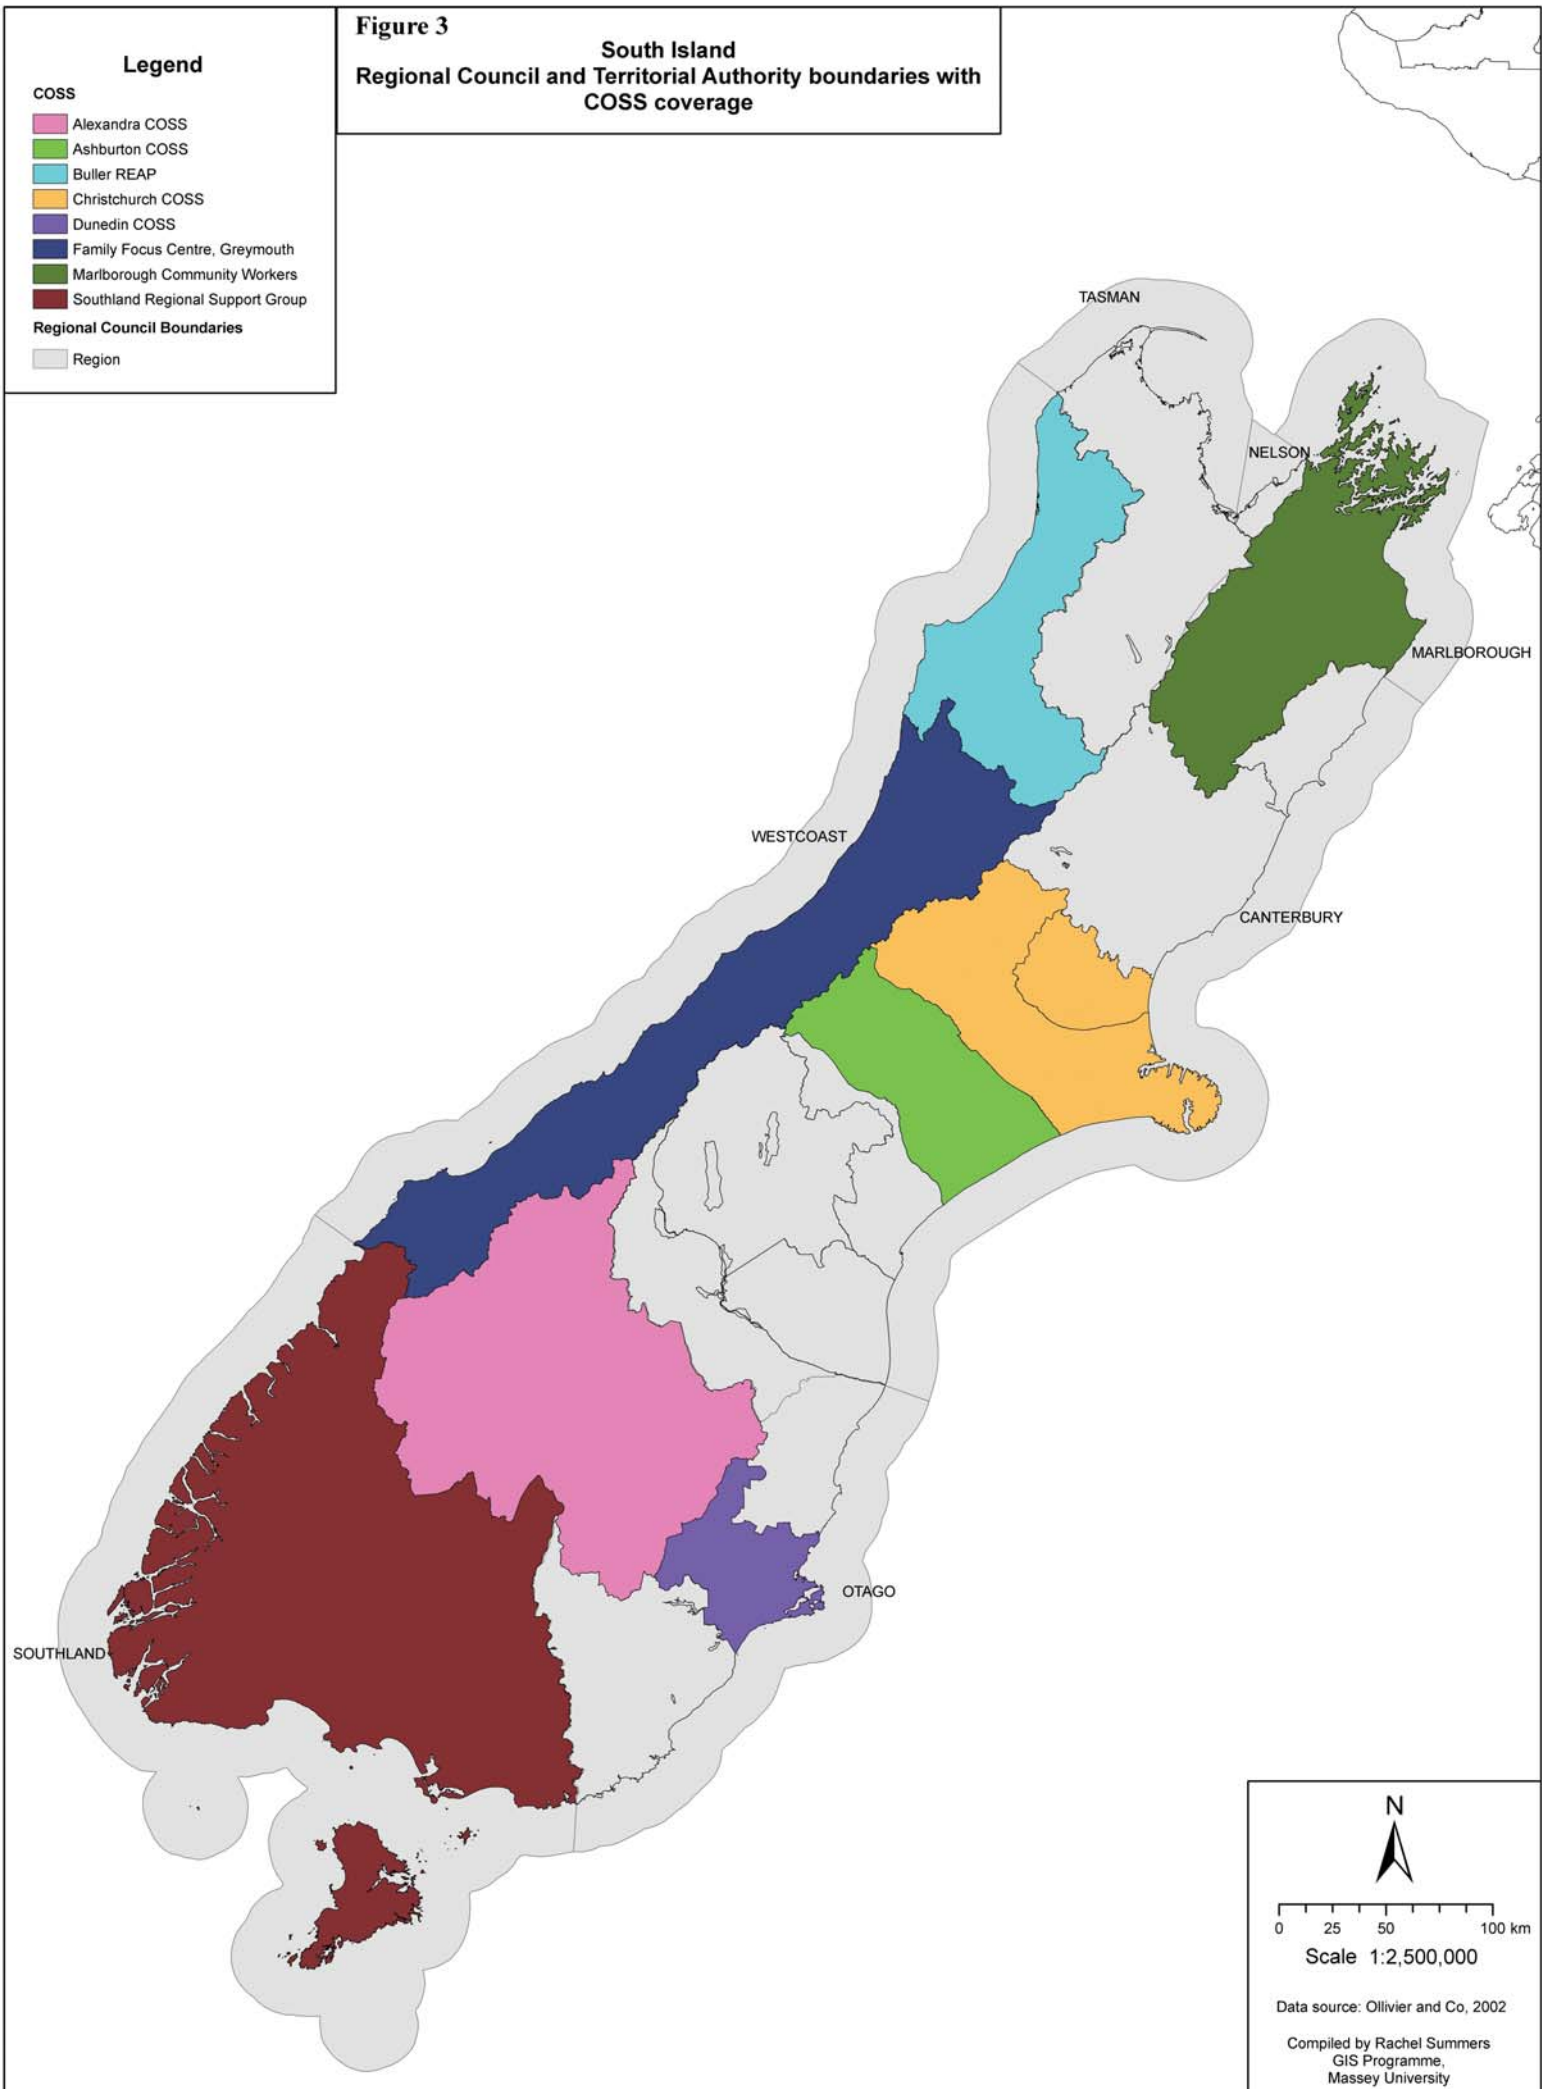 Figure 3
South Island
Regional Council and Territorial Authority boundaries with
COSS coverage
Legend
COSS
Alexandra COSS
Ashburton COSS
Buller REAP
Christchurch COSS
Dunedin COSS
Family Focus Centre, Greymouth
Marlborough Community Workers
Southland Regional Support Group
Regional Council Boundaries
Region
TASMAN
NELSON
MARLBOROUGH
WESTCOAST
CANTERBURY
OTAGO
SOUTHLAND
N
0 25 50 100 km
Scale 1:2,500,000
Data source: Ollivier and Co, 2002
Compiled by Rachel Summers
GIS Programme,
Massey University